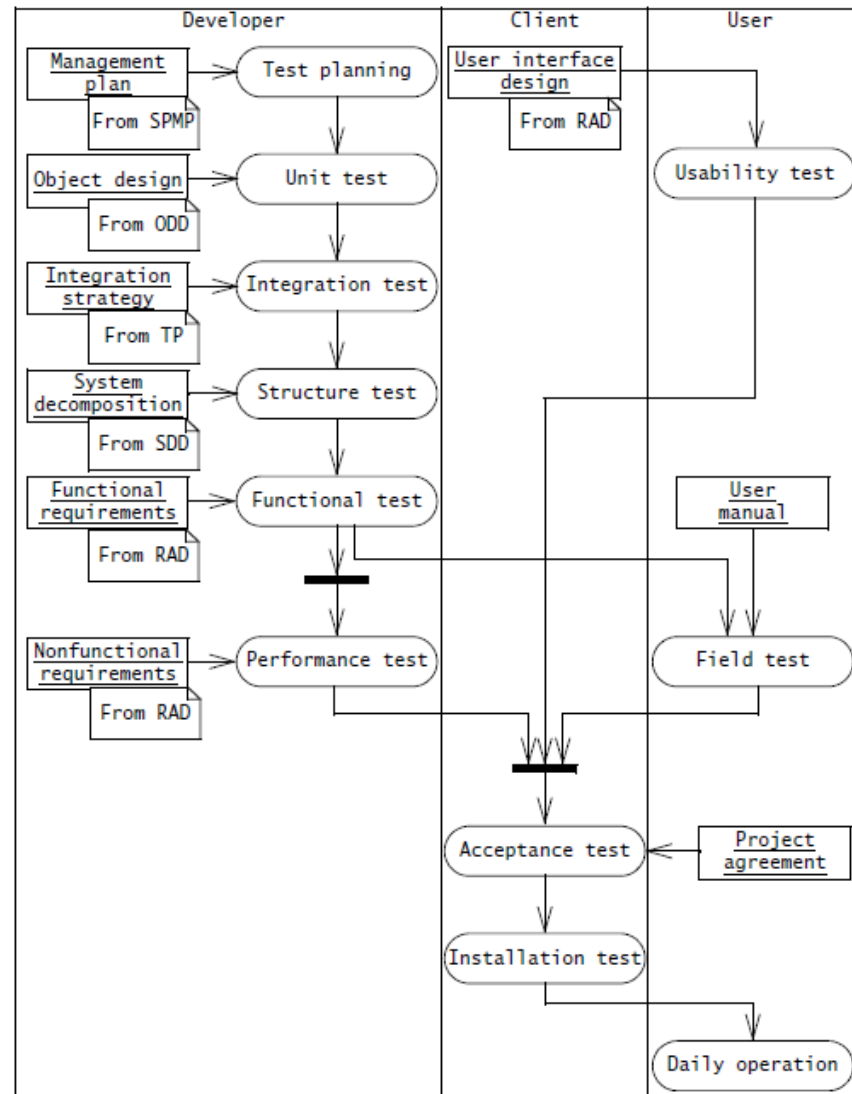 Developer
Client
User
Management
plan
From SPMP
Test planning
User interface
design
From RAD
Object design
From ODD
Unit test
Usability test
Integration
strategy
From TP
Integration test
System
decomposition
From SDD
Structure test
Functional
requirements
From RAD
Functional test
User
manual
Nonfunctional
requirements
From RAD
Performance test
Field test
Acceptance test
Project
agreement
Installation test
Daily operation